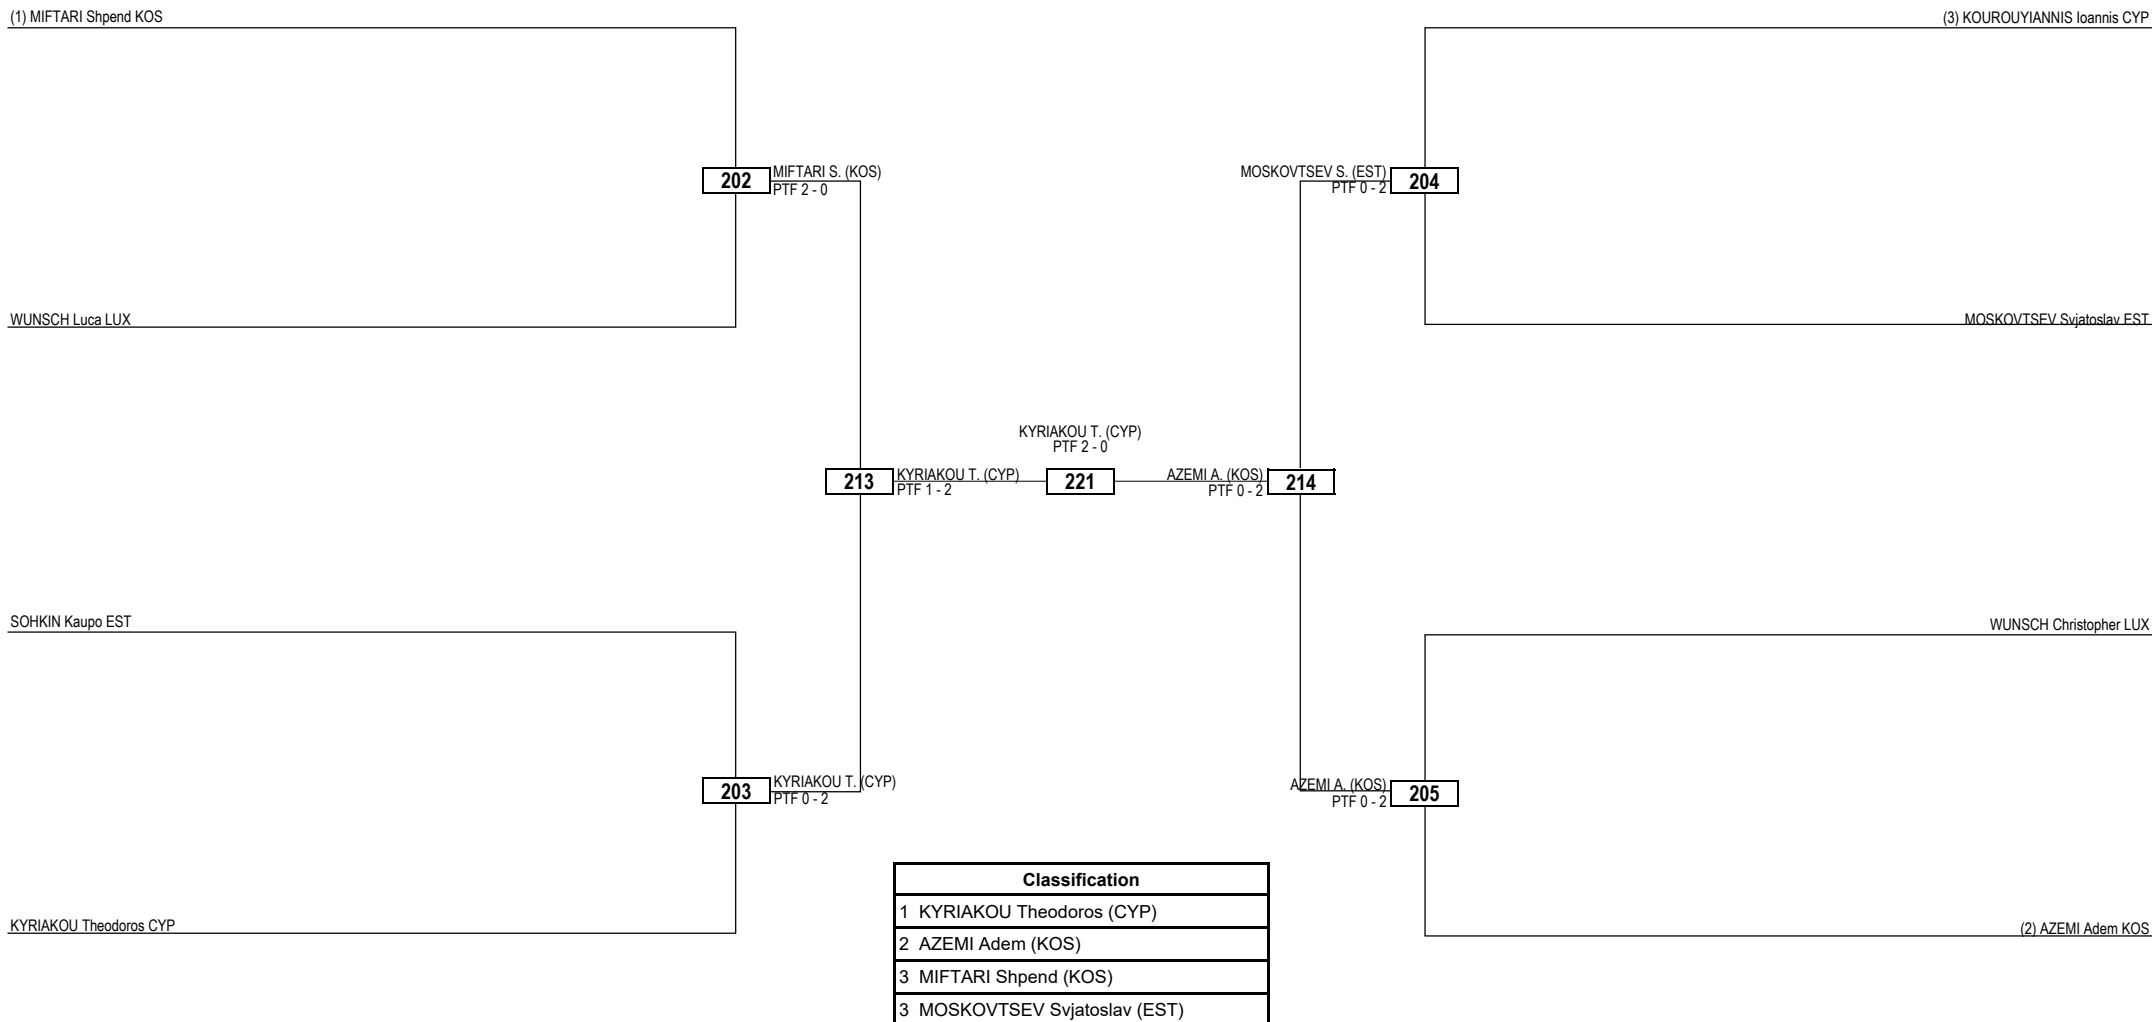 (1) MIFTARI Shpend KOS
(3) KOUROUYIANNIS Ioannis CYP
202
MIFTARI S. (KOS)
PTF 2 - 0
MOSKOVTSEV S. (EST)
PTF 0 - 2
204
WUNSCH Luca LUX
MOSKOVTSEV Svjatoslav EST
KYRIAKOU T. (CYP)
PTF 2 - 0
213
KYRIAKOU T. (CYP)
PTF 1 - 2
221
AZEMI A. (KOS)
PTF 0 - 2
214
SOHKIN Kaupo EST
WUNSCH Christopher LUX
203
KYRIAKOU T. (CYP)
PTF 0 - 2
AZEMI A. (KOS)
PTF 0 - 2
205
KYRIAKOU Theodoros CYP
(2) AZEMI Adem KOS
Classification
1 KYRIAKOU Theodoros (CYP)
2 AZEMI Adem (KOS)
3 MIFTARI Shpend (KOS)
3 MOSKOVTSEV Svjatoslav (EST)